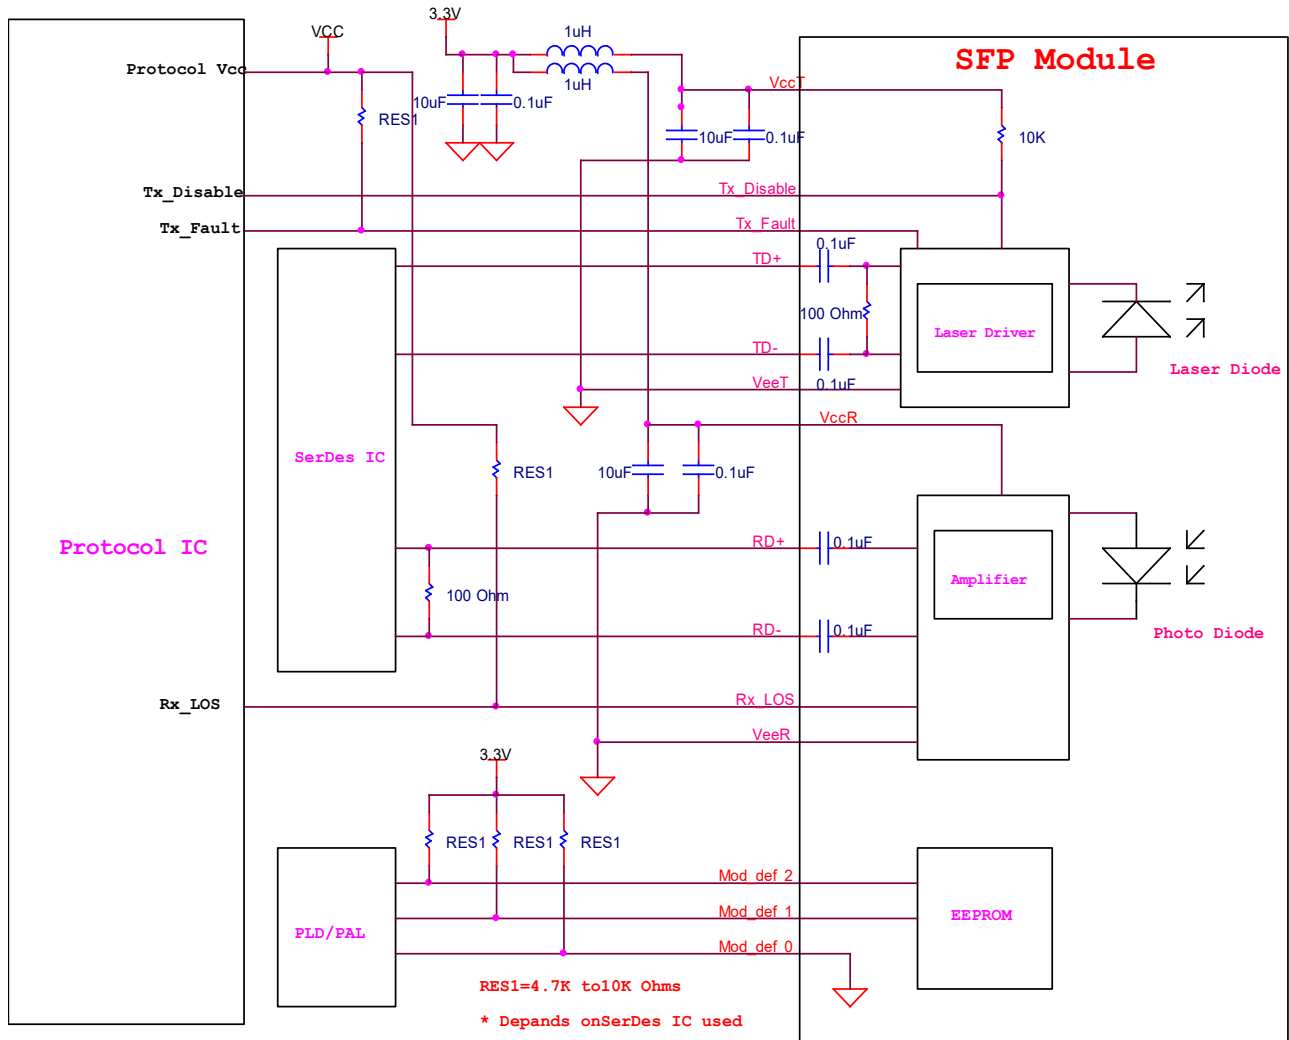 3.3V
VCC
1uH
SFP Module
Protocol Vcc
1uH
VccT
10uF
0.1uF
RES1
10uF
0.1uF
10K
Tx_Disable
Tx_Disable
Tx_Fault
Tx_Fault
0.1uF
TD+
100 Ohm
Laser Driver
TD-
Laser Diode
VeeT
0.1uF
VccR
SerDes IC
RES1
10uF
0.1uF
Protocol IC
RD+
0.1uF
Amplifier
100 Ohm
RD-
0.1uF
Photo Diode
Rx_LOS
Rx_LOS
VeeR
3.3V
RES1
RES1
RES1
Mod_def 2
Mod_def 1
EEPROM
PLD/PAL
Mod_def 0
RES1=4.7K to10K Ohms
* Depands onSerDes IC used